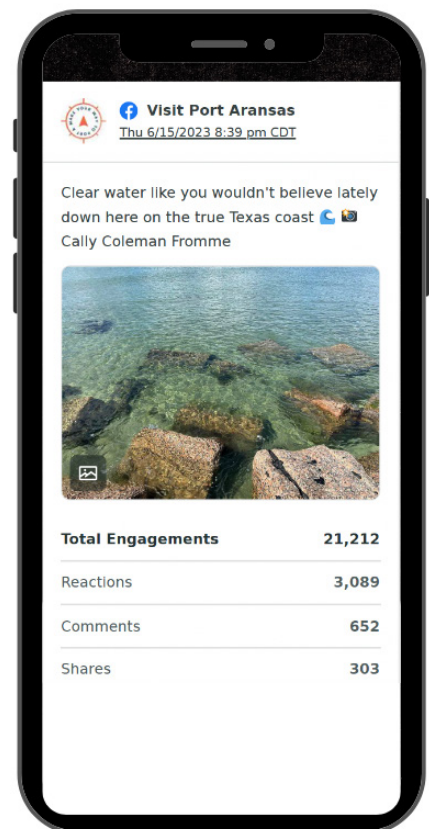 Visit Port Aransas
Thu 6/15/2023 8:39 pm CDT
Clear water like you wouldn't believe lately
down here on the true Texas coast 🌊 📸
Cally Coleman Fromme
Total Engagements 21,212
Reactions 3,089
Comments 652
Shares 303